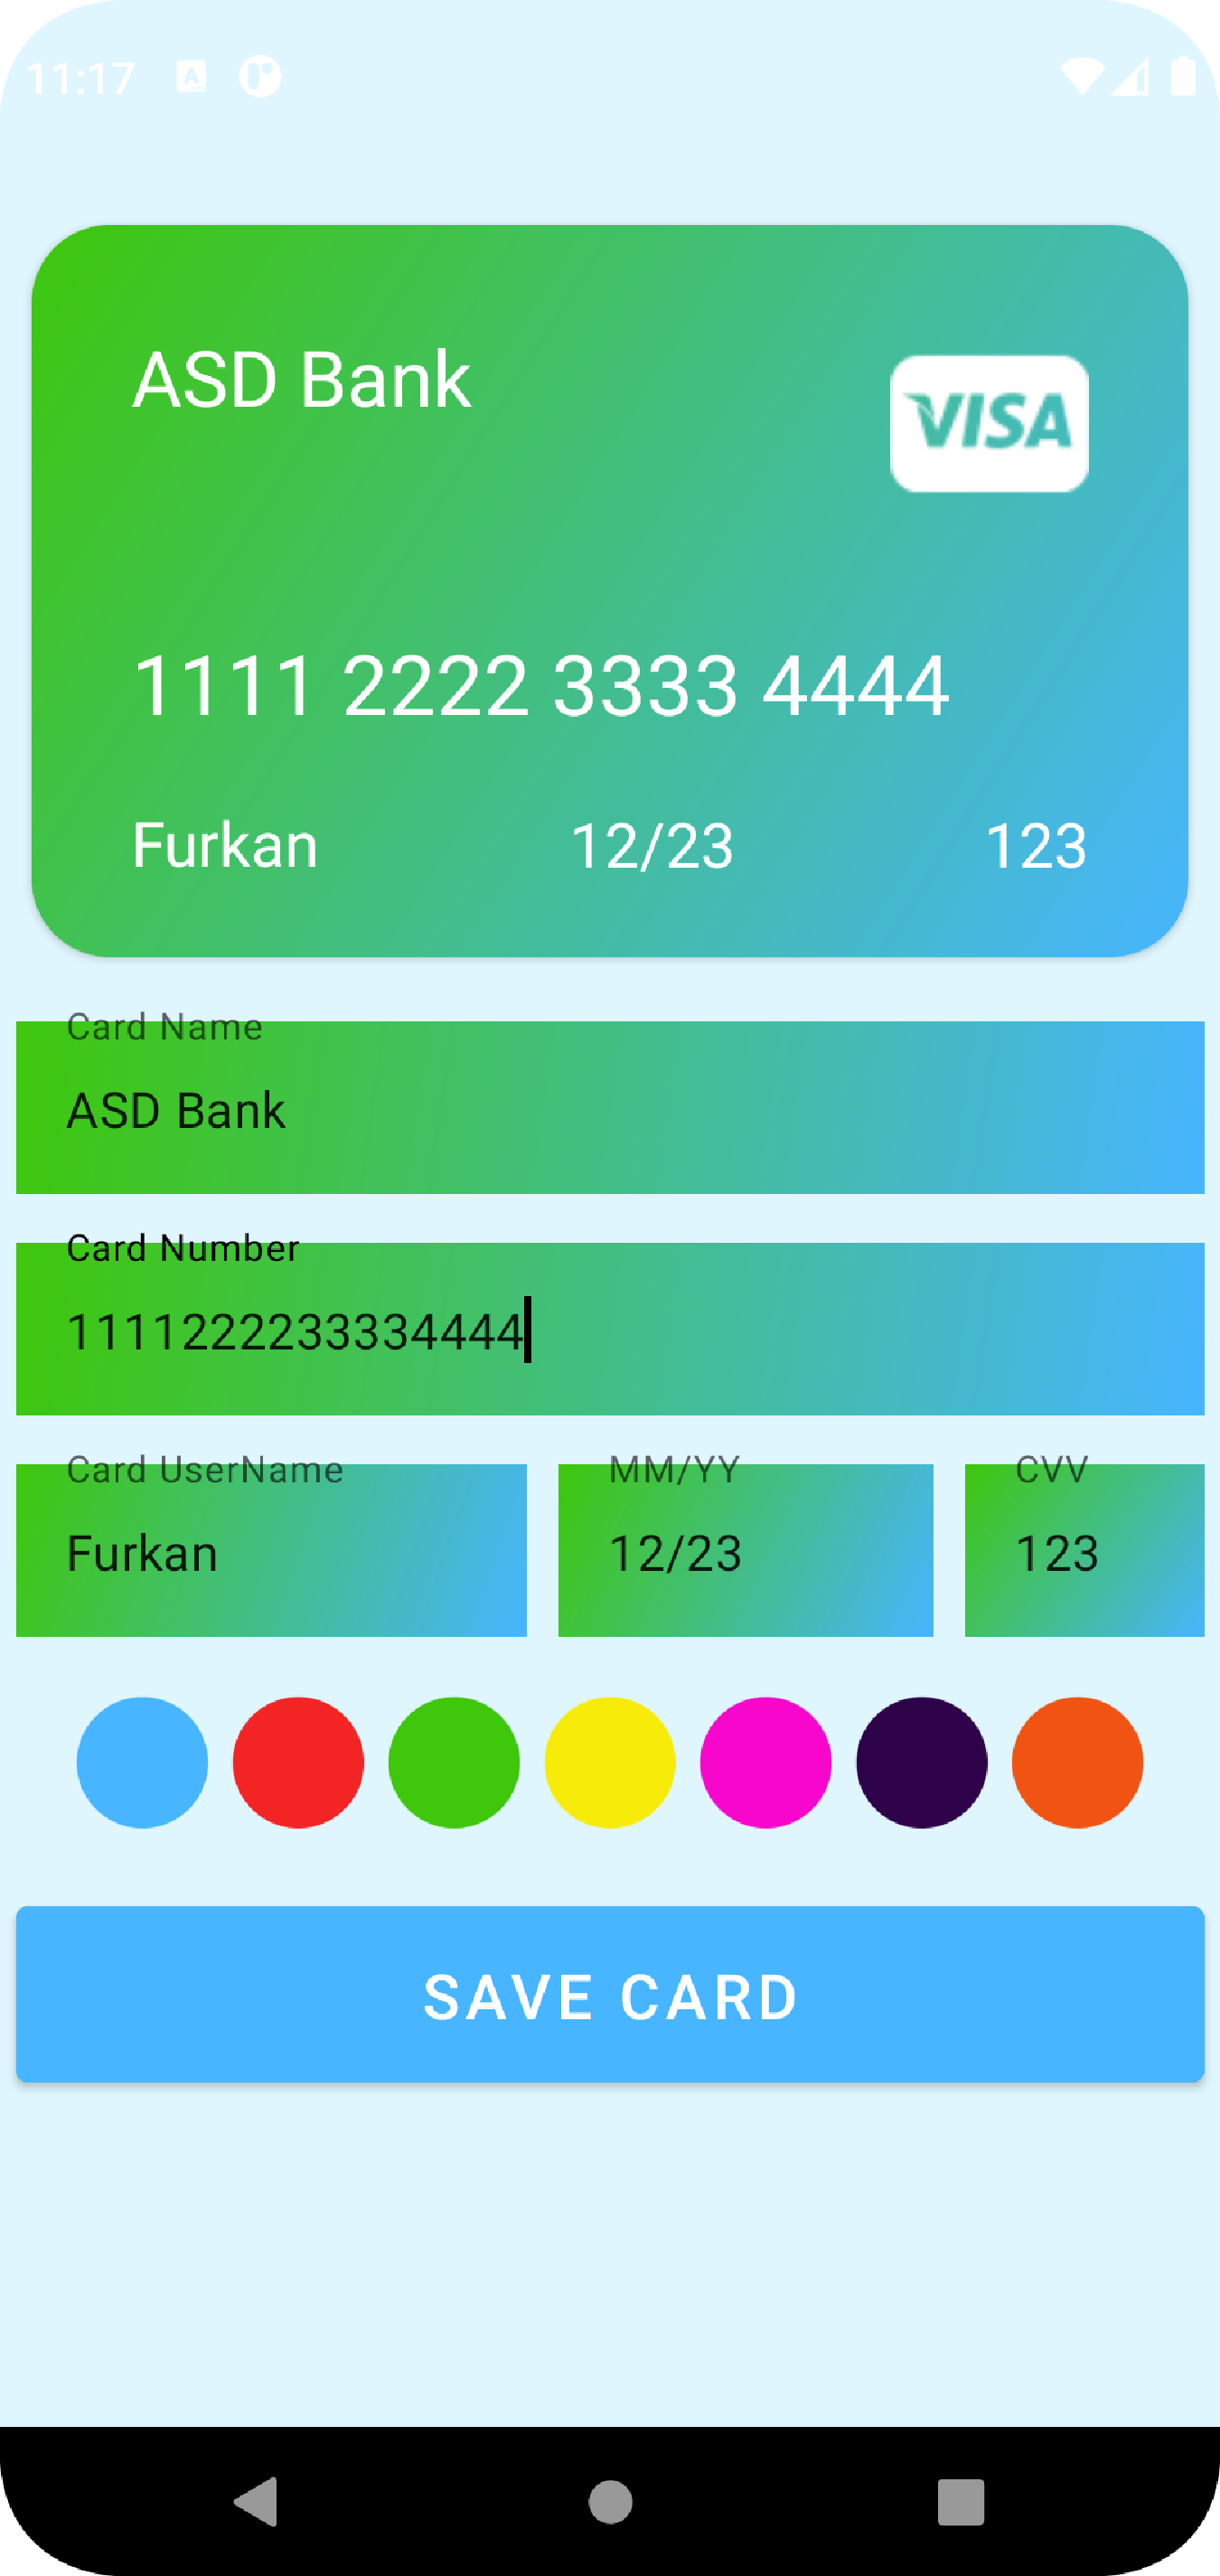 11:17
ASD Bank
VISA
1111 2222 3333 4444
Furkan 12/23 123
Card Name
ASD Bank
Card Number
1111222233334444
Card UserName MM/YY CVV
Furkan 12/23 123
SAVE CARD